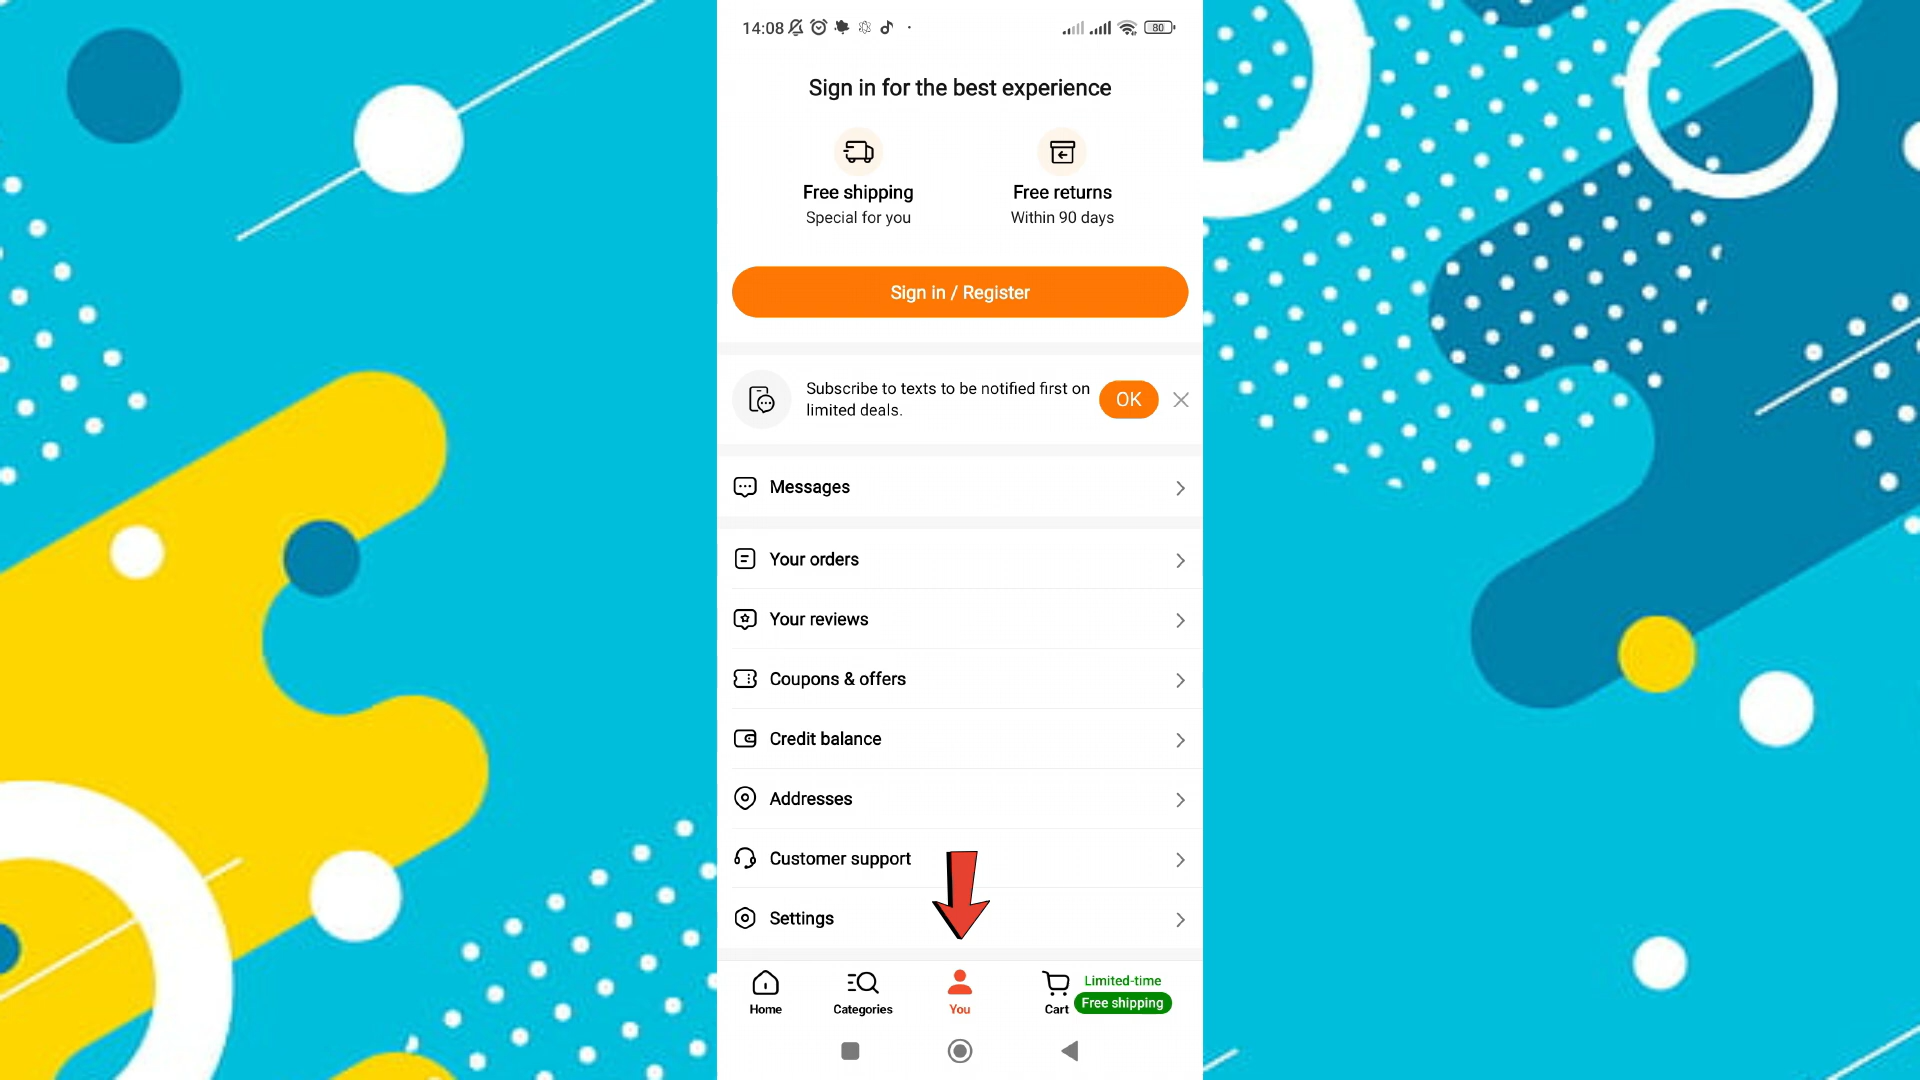 14:08
80
Sign in for the best experience
Free shipping
Special for you
Free returns
Within 90 days
Sign in / Register
Subscribe to texts to be notified first on
limited deals.
OK
Messages
Your orders
Your reviews
Coupons & offers
Credit balance
Addresses
Customer support
Settings
Home
Categories
You
Cart
Limited-time
Free shipping